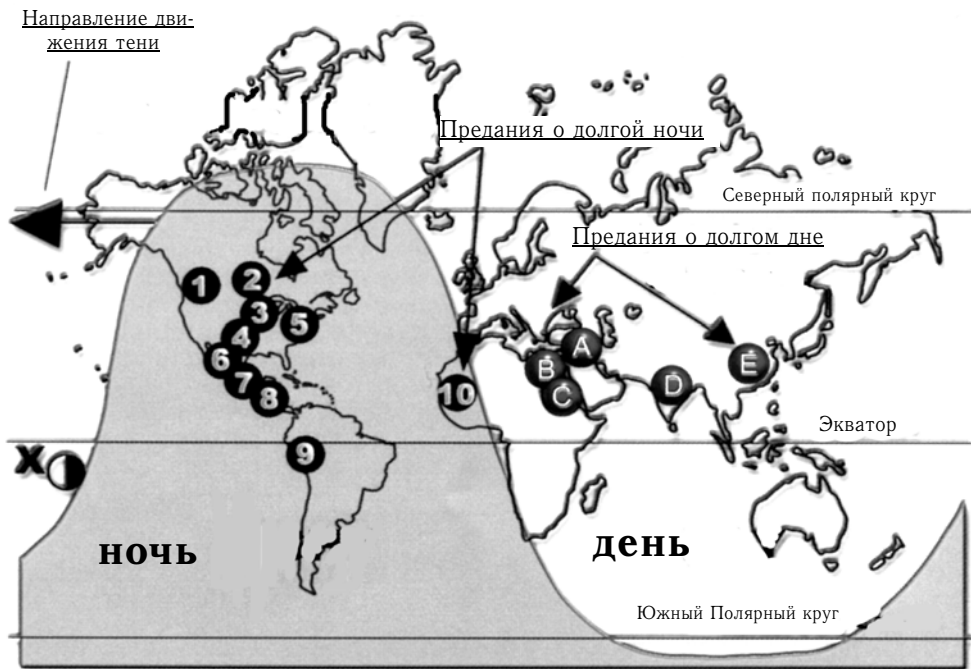 Направление дви-
жения тени
Предания о долгой ночи
Северный полярный круг
Предания о долгом дне
1
2
3
5
4
6
7
8
10
A
B
C
D
E
Экватор
9
X
ночь
день
Южный Полярный круг